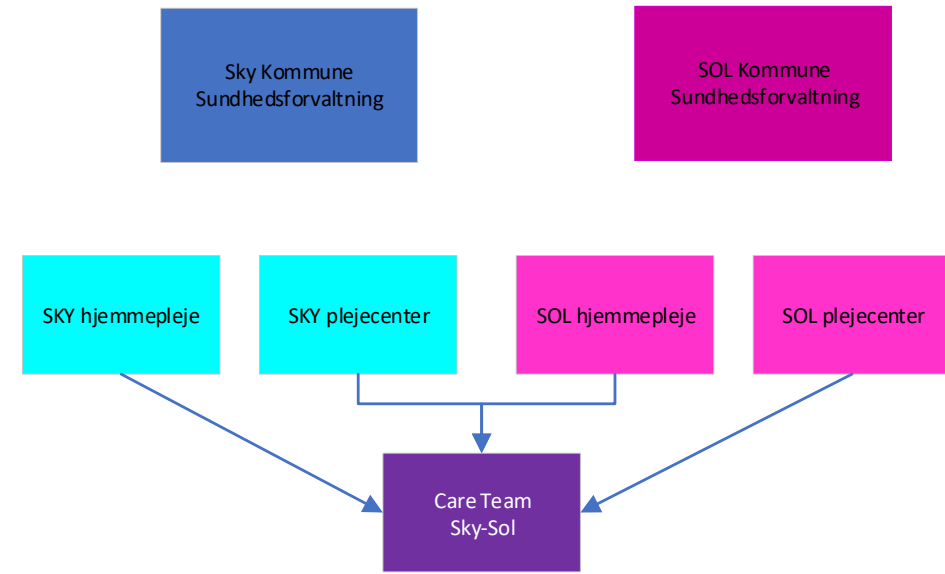 Sky Kommune
Sundhedsforvaltning
SOL Kommune
Sundhedsforvaltning
SKY hjemmepleje
SKY plejecenter
SOL hjemmepleje
SOL plejecenter
Care Team
Sky-Sol